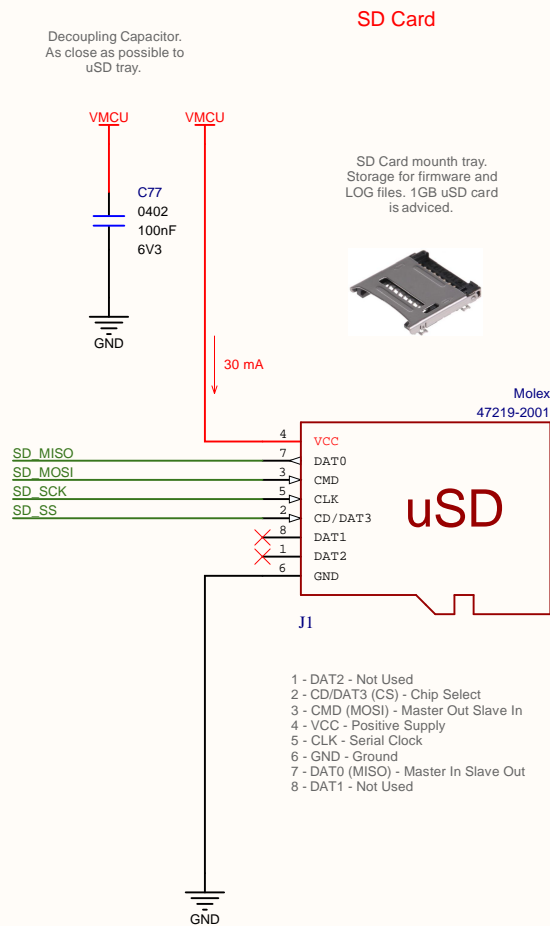 SD Card
Decoupling Capacitor.
As close as possible to
uSD tray.
VMCU
VMCU
SD Card mounth tray.
Storage for firmware and
LOG files. 1GB uSD card
is adviced.
C77
0402
100nF
6V3
GND
30 mA
Molex
47219-2001
4 VCC
SD_MISO 7 DAT0
SD_MOSI 3 CMD
SD_SCK 5 CLK
SD_SS 2 CD/DAT3
8 DAT1
1 DAT2
6 GND
uSD
J1
1 - DAT2 - Not Used
2 - CD/DAT3 (CS) - Chip Select
3 - CMD (MOSI) - Master Out Slave In
4 - VCC - Positive Supply
5 - CLK - Serial Clock
6 - GND - Ground
7 - DAT0 (MISO) - Master In Slave Out
8 - DAT1 - Not Used
GND